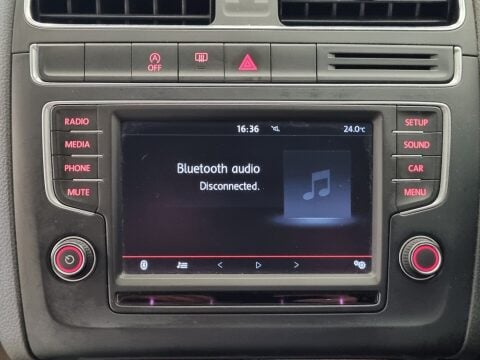 OFF
RADIO
MEDIA
PHONE
MUTE
16:36
24.0°C
Bluetooth audio
Disconnected.
SETUP
SOUND
CAR
MENU